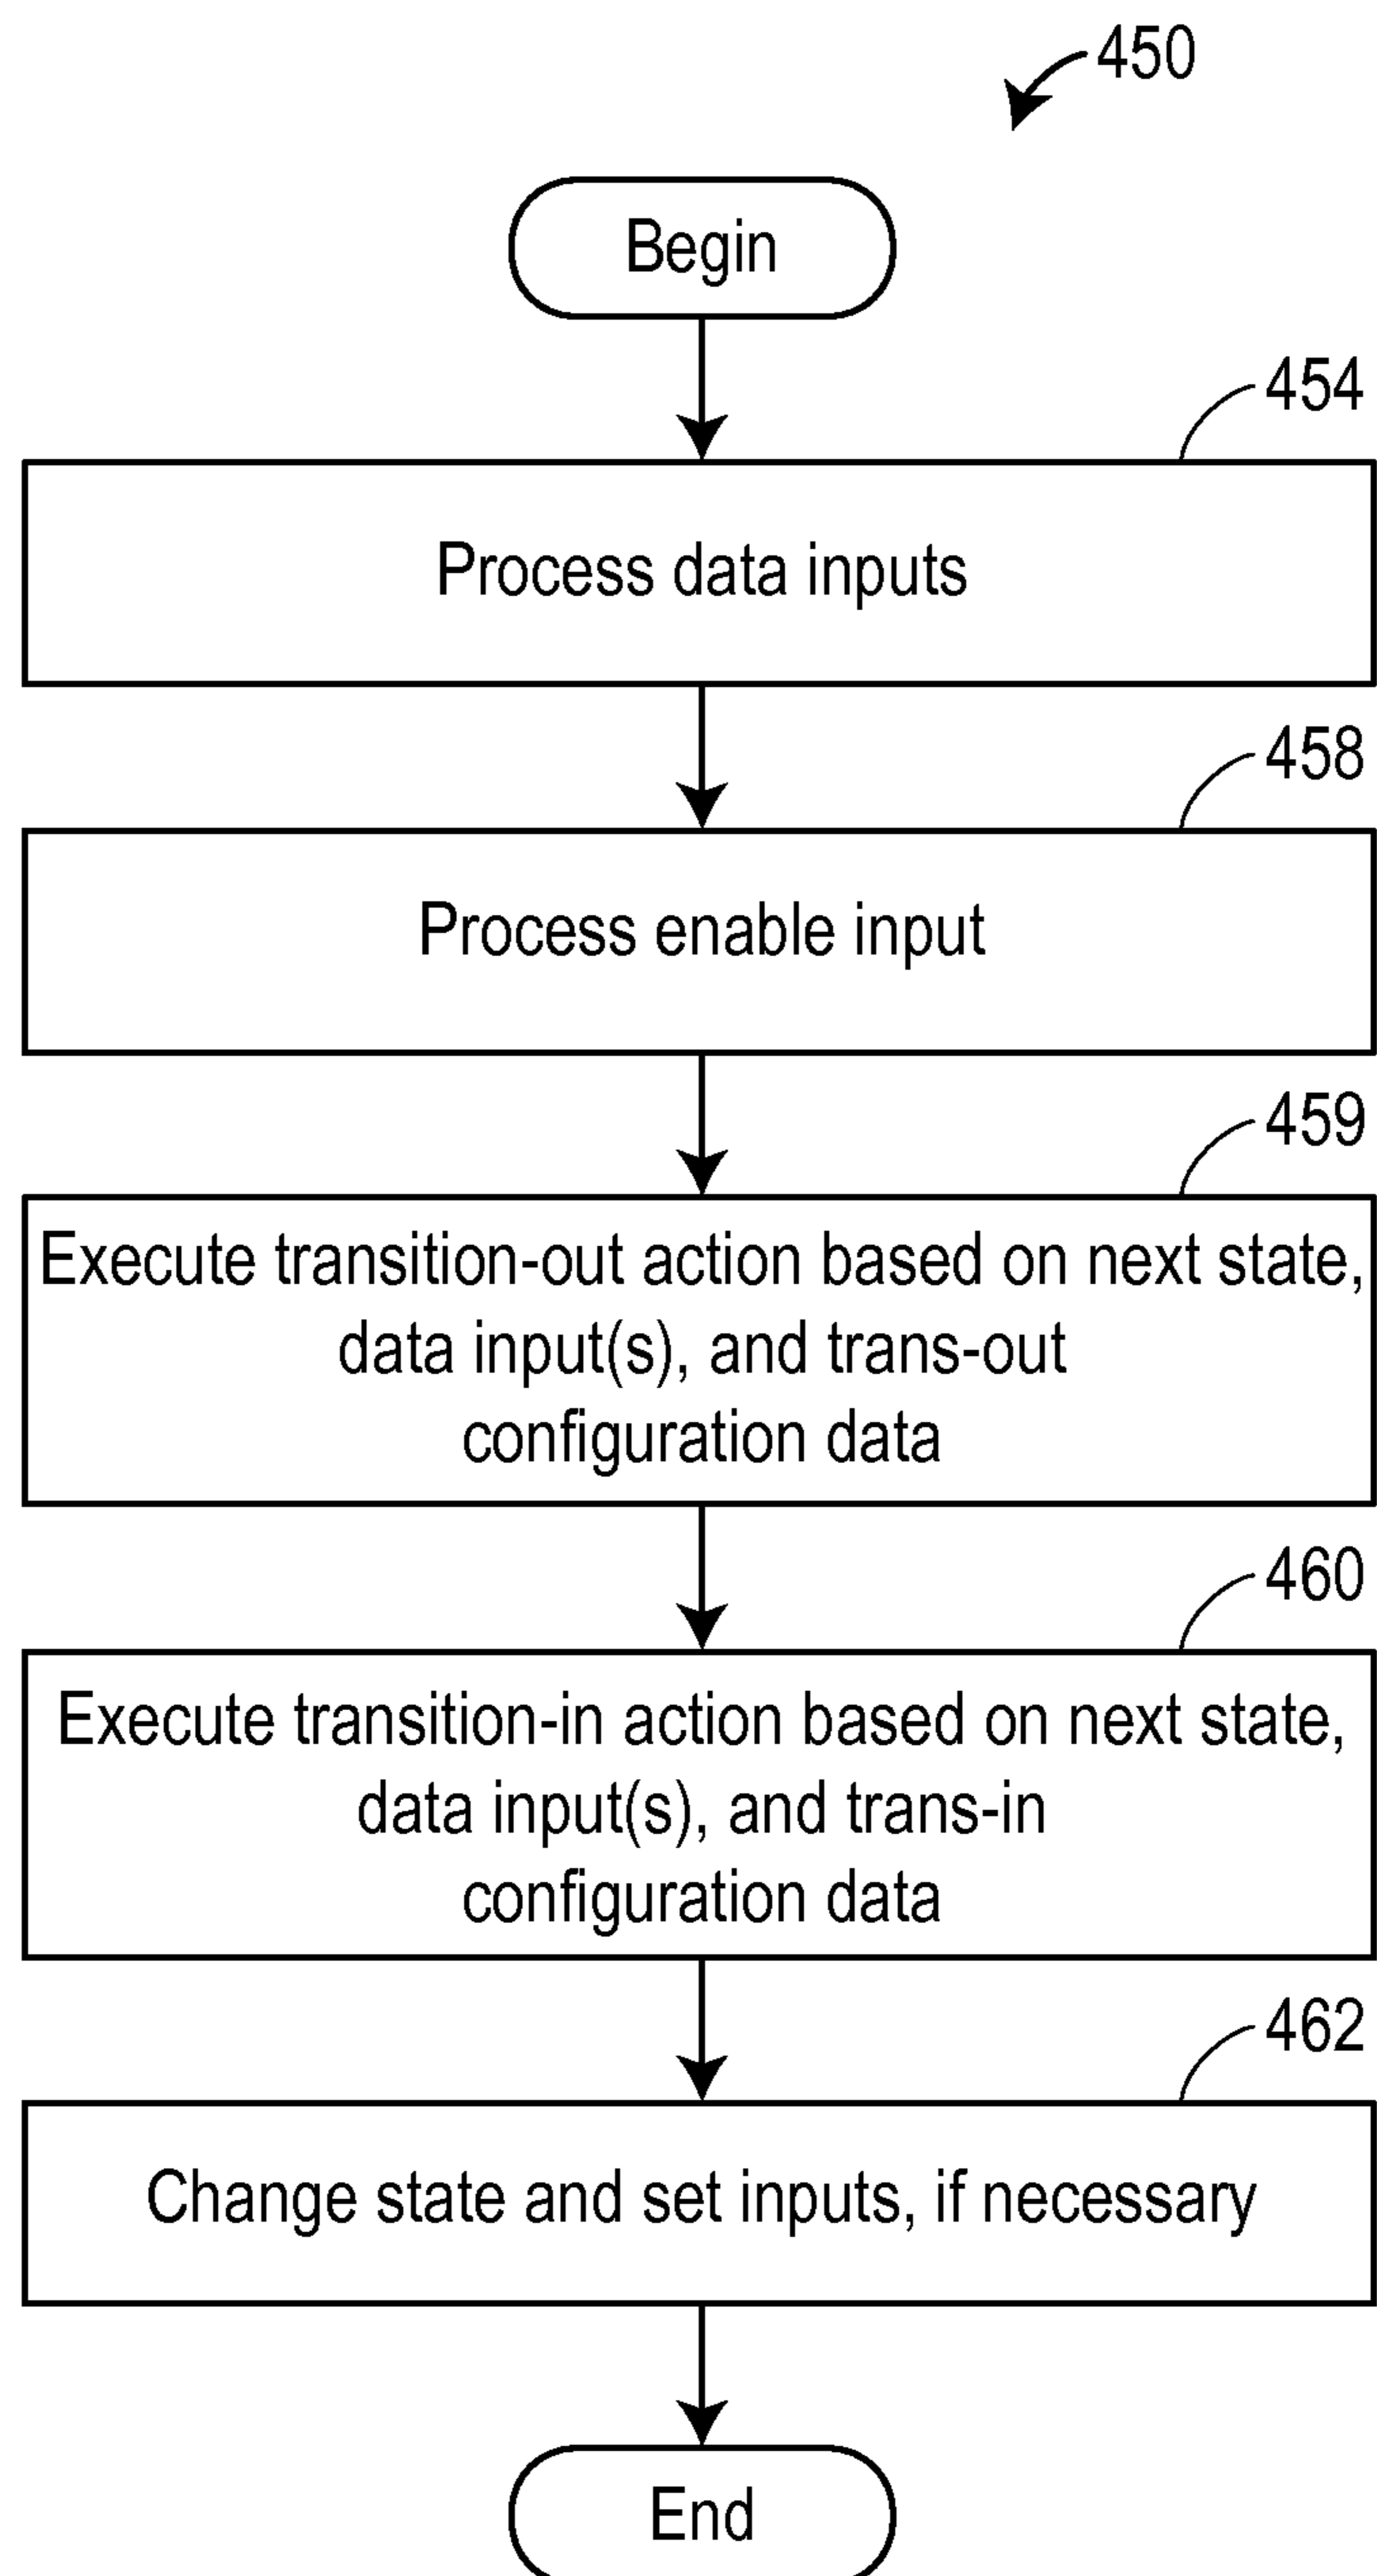 450
Begin
454
Process data inputs
458
Process enable input
459
Execute transition-out action based on next state,
data input(s), and trans-out
configuration data
460
Execute transition-in action based on next state,
data input(s), and trans-in
configuration data
462
Change state and set inputs, if necessary
End